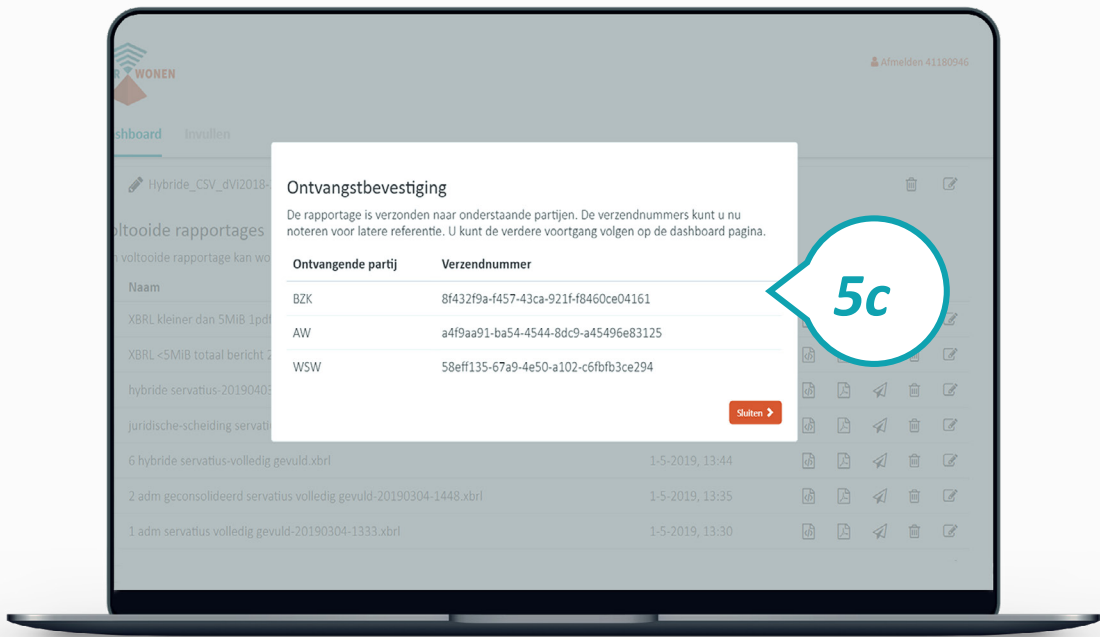 WONEN
Afmelden 41180946
shboard Invullen
Hybride_CSV_dVI2018-
oltooide rapportages
voltooide rapportage kan wo
Naam
XBRL kleiner dan 5MiB 1pdf
XBRL <5MiB totaal bericht 2
hybride servatius-20190403
juridische-scheiding servati
6 hybride servatius-volledig gevuld.xbrl 1-5-2019, 13:44
2 adm geconsolideerd servatius volledig gevuld-20190304-1448.xbrl 1-5-2019, 13:35
1 adm servatius volledig gevuld-20190304-1333.xbrl 1-5-2019, 13:30
Ontvangstbevestiging
De rapportage is verzonden naar onderstaande partijen. De verzendnummers kunt u nu
noteren voor latere referentie. U kunt de verdere voortgang volgen op de dashboard pagina.
Ontvangende partij Verzendnummer
BZK 8f432f9a-f457-43ca-921f-f8460ce04161
AW a4f9aa91-ba54-4544-8dc9-a45496e83125
WSW 58eff135-67a9-4e50-a102-c6fbfb3ce294
Sluiten
5c